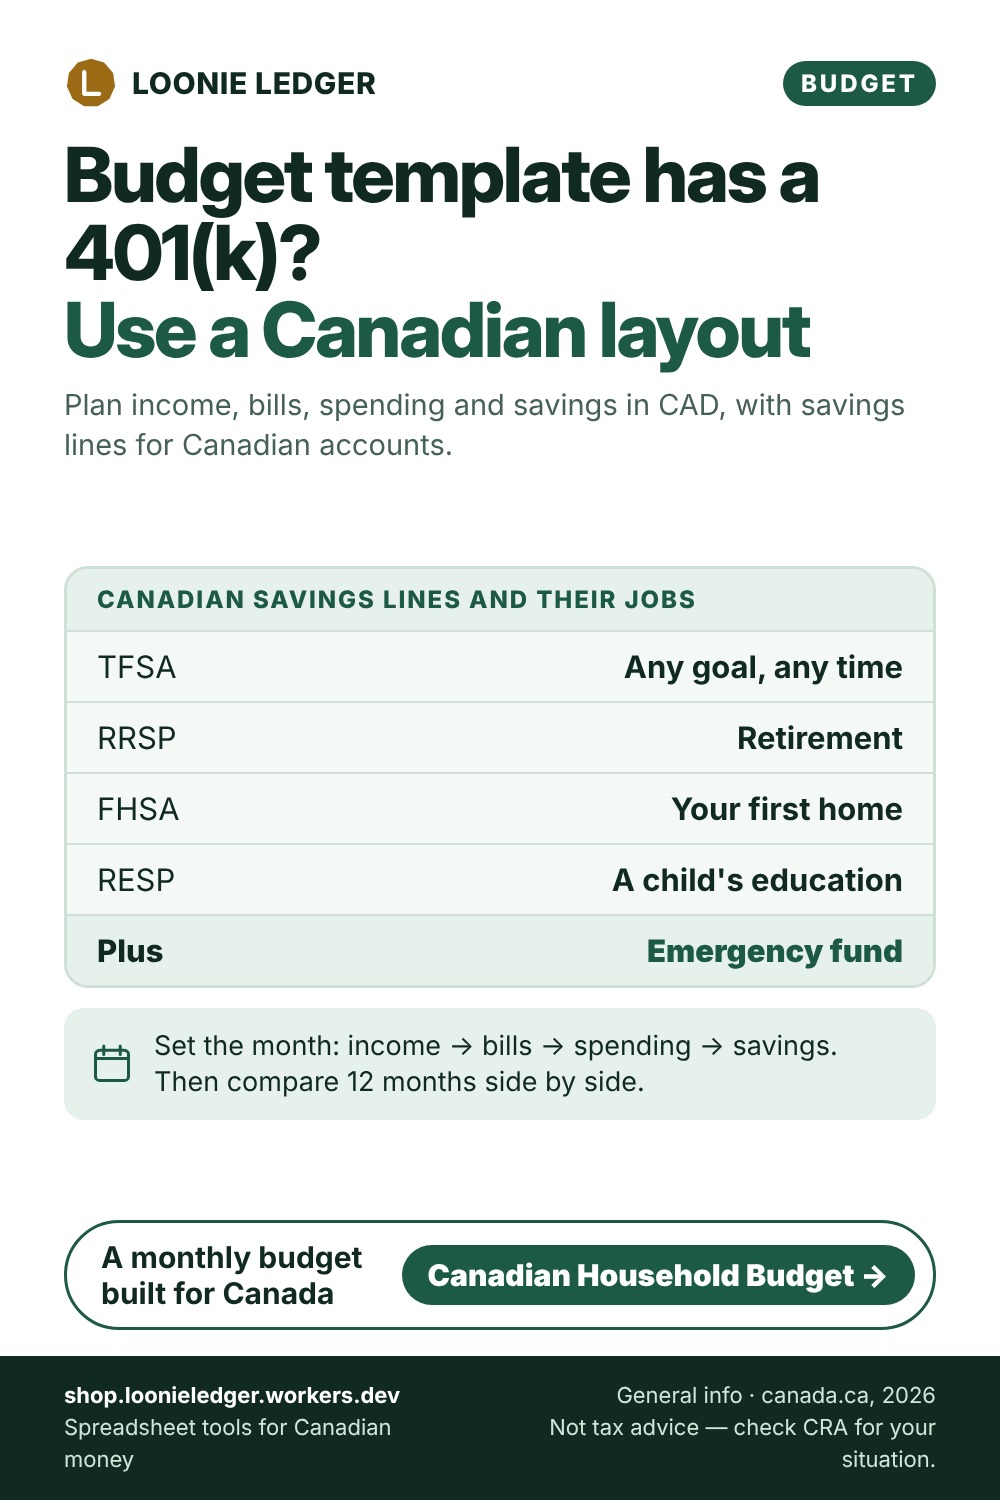 L LOONIE LEDGER
BUDGET
Budget template has a
401(k)?
Use a Canadian layout
Plan income, bills, spending and savings in CAD, with savings
lines for Canadian accounts.
CANADIAN SAVINGS LINES AND THEIR JOBS
TFSA Any goal, any time
RRSP Retirement
FHSA Your first home
RESP A child's education
Plus Emergency fund
Set the month: income → bills → spending → savings.
Then compare 12 months side by side.
A monthly budget
built for Canada
Canadian Household Budget →
shop.loonieledger.workers.dev
Spreadsheet tools for Canadian
money
General info · canada.ca, 2026
Not tax advice — check CRA for your
situation.